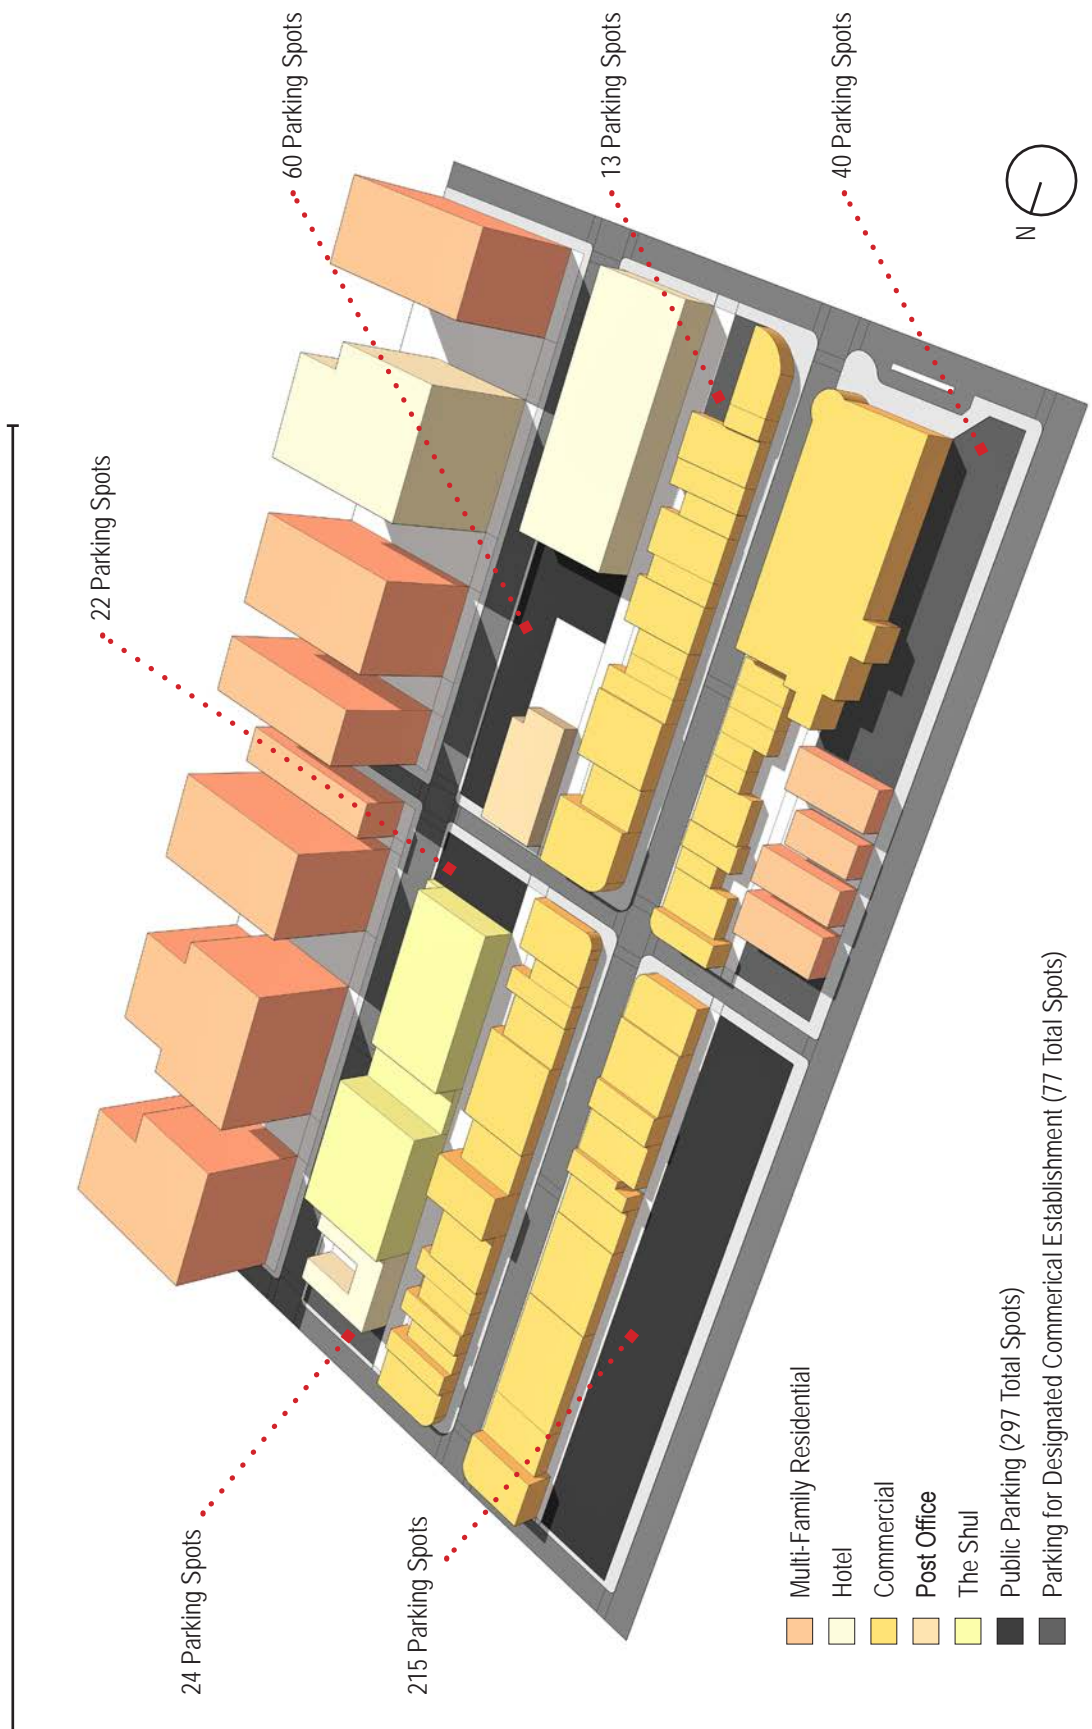 22 Parking Spots
60 Parking Spots
13 Parking Spots
40 Parking Spots
24 Parking Spots
215 Parking Spots
N
Multi-Family Residential
Hotel
Commercial
Post Office
The Shul
Public Parking (297 Total Spots)
Parking for Designated Commerical Establishment (77 Total Spots)